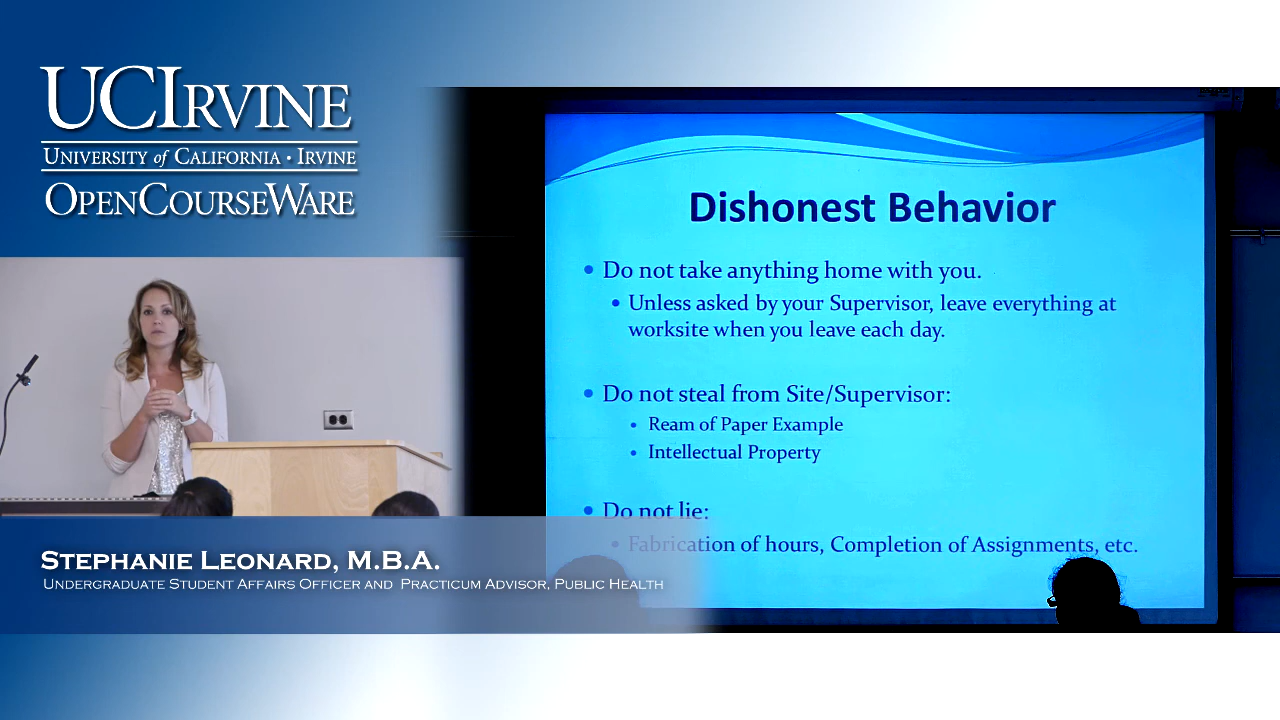 UCIRVINE
UNIVERSITY of CALIFORNIA · IRVINE
OPENCOURSEWARE
Dishonest Behavior
• Do not take anything home with you.
• Unless asked by your Supervisor, leave everything at
worksite when you leave each day.
• Do not steal from Site/Supervisor:
• Ream of Paper Example
• Intellectual Property
• Do not lie:
• Fabrication of hours, Completion of Assignments, etc.
STEPHANIE LEONARD, M.B.A.
UNDERGRADUATE STUDENT AFFAIRS OFFICER AND PRACTICUM ADVISOR, PUBLIC HEALTH